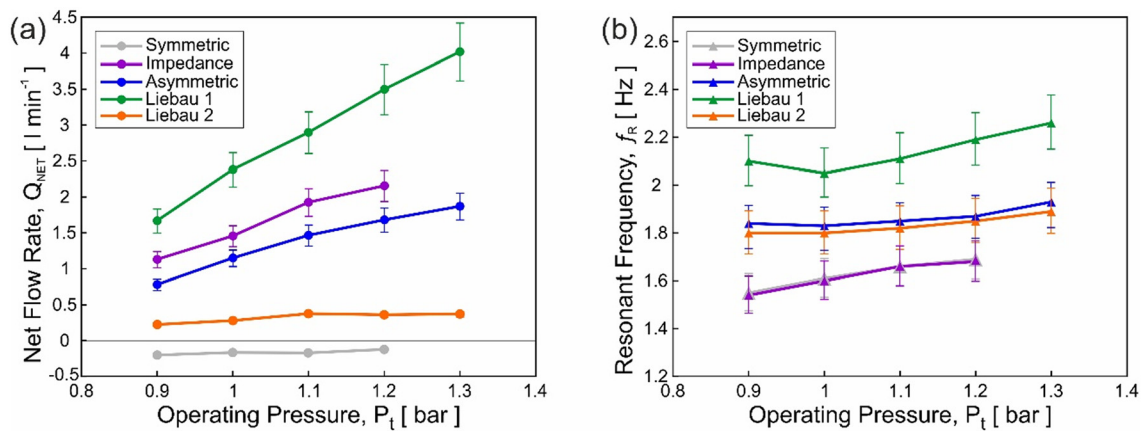 (a)
4.5
4
3.5
3
2.5
2
1.5
1
0.5
0
-0.5
Net Flow Rate, Q_NET [ l min⁻¹ ]
Symmetric
Impedance
Asymmetric
Liebau 1
Liebau 2
0.8 0.9 1 1.1 1.2 1.3 1.4
Operating Pressure, P_t [ bar ]
(b)
2.6
2.4
2.2
2
1.8
1.6
1.4
1.2
Resonant Frequency, f_R [ Hz ]
Symmetric
Impedance
Asymmetric
Liebau 1
Liebau 2
0.8 0.9 1 1.1 1.2 1.3 1.4
Operating Pressure, P_t [ bar ]